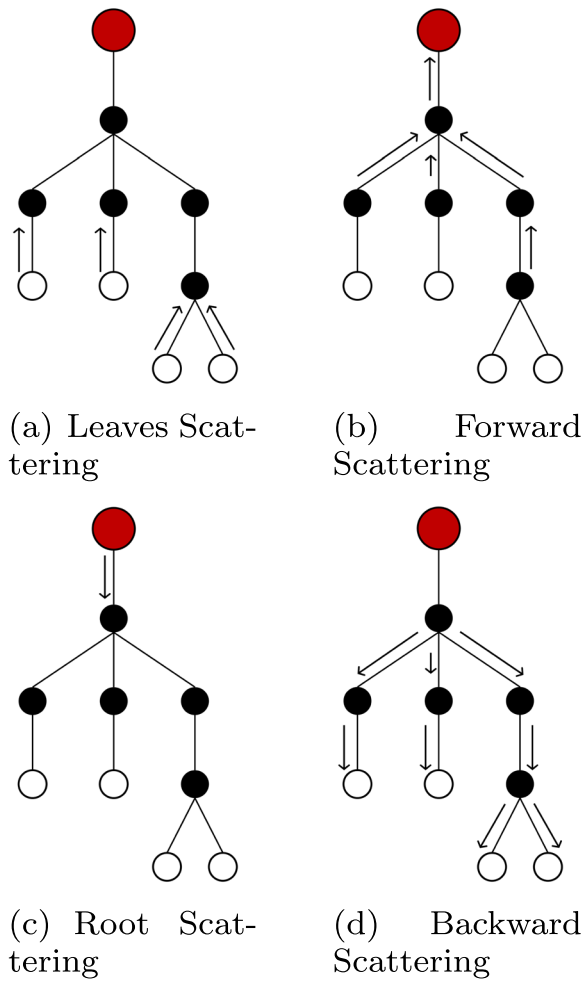 (a) Leaves Scat-
tering
(b) Forward
Scattering
(c) Root Scat-
tering
(d) Backward
Scattering